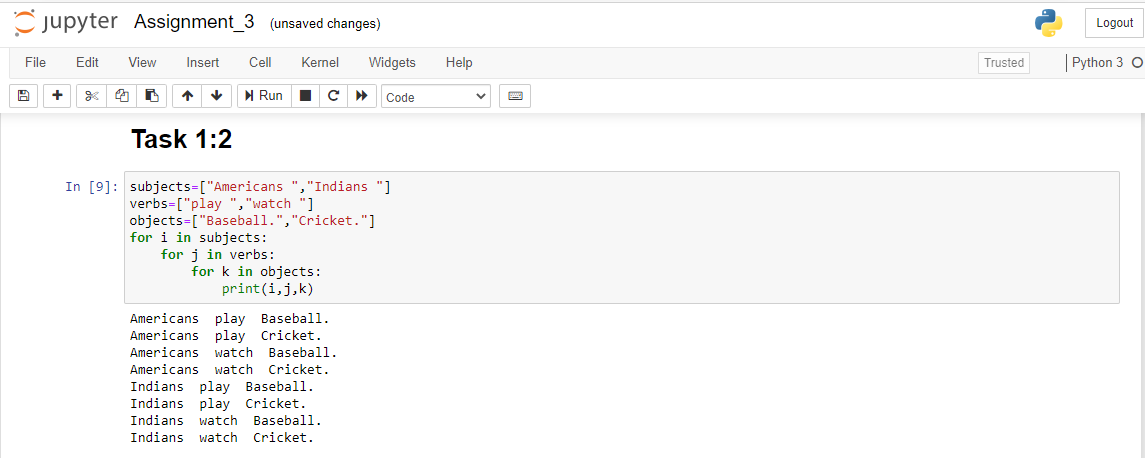 jupyter Assignment_3 (unsaved changes) Logout
File Edit View Insert Cell Kernel Widgets Help Trusted Python 3
Run Code
Task 1:2
In [9]: subjects=["Americans ","Indians "]
verbs=["play ","watch "]
objects=["Baseball.","Cricket."]
for i in subjects:
    for j in verbs:
        for k in objects:
            print(i,j,k)
Americans  play  Baseball.
Americans  play  Cricket.
Americans  watch  Baseball.
Americans  watch  Cricket.
Indians  play  Baseball.
Indians  play  Cricket.
Indians  watch  Baseball.
Indians  watch  Cricket.